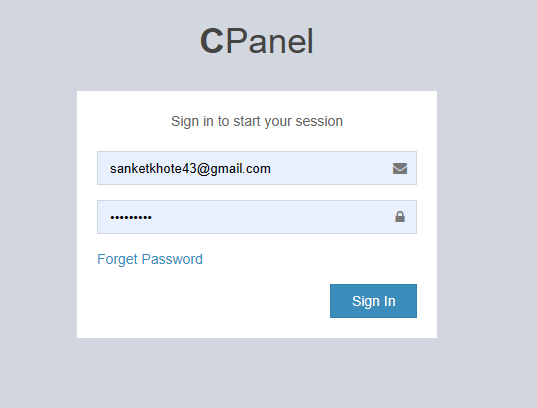 CPanel
Sign in to start your session
sanketkhote43@gmail.com
•••••••••
Forget Password
Sign In